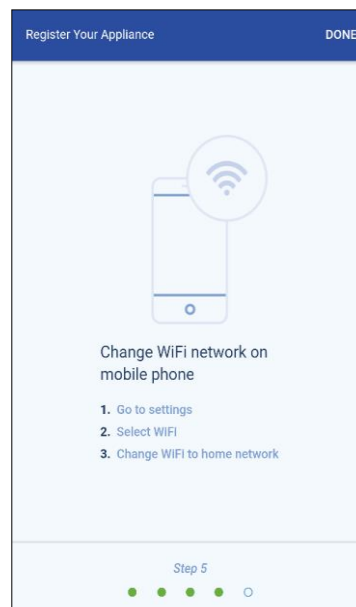 Register Your Appliance
DONE
Change WiFi network on
mobile phone
1. Go to settings
2. Select WiFi
3. Change WiFi to home network
Step 5